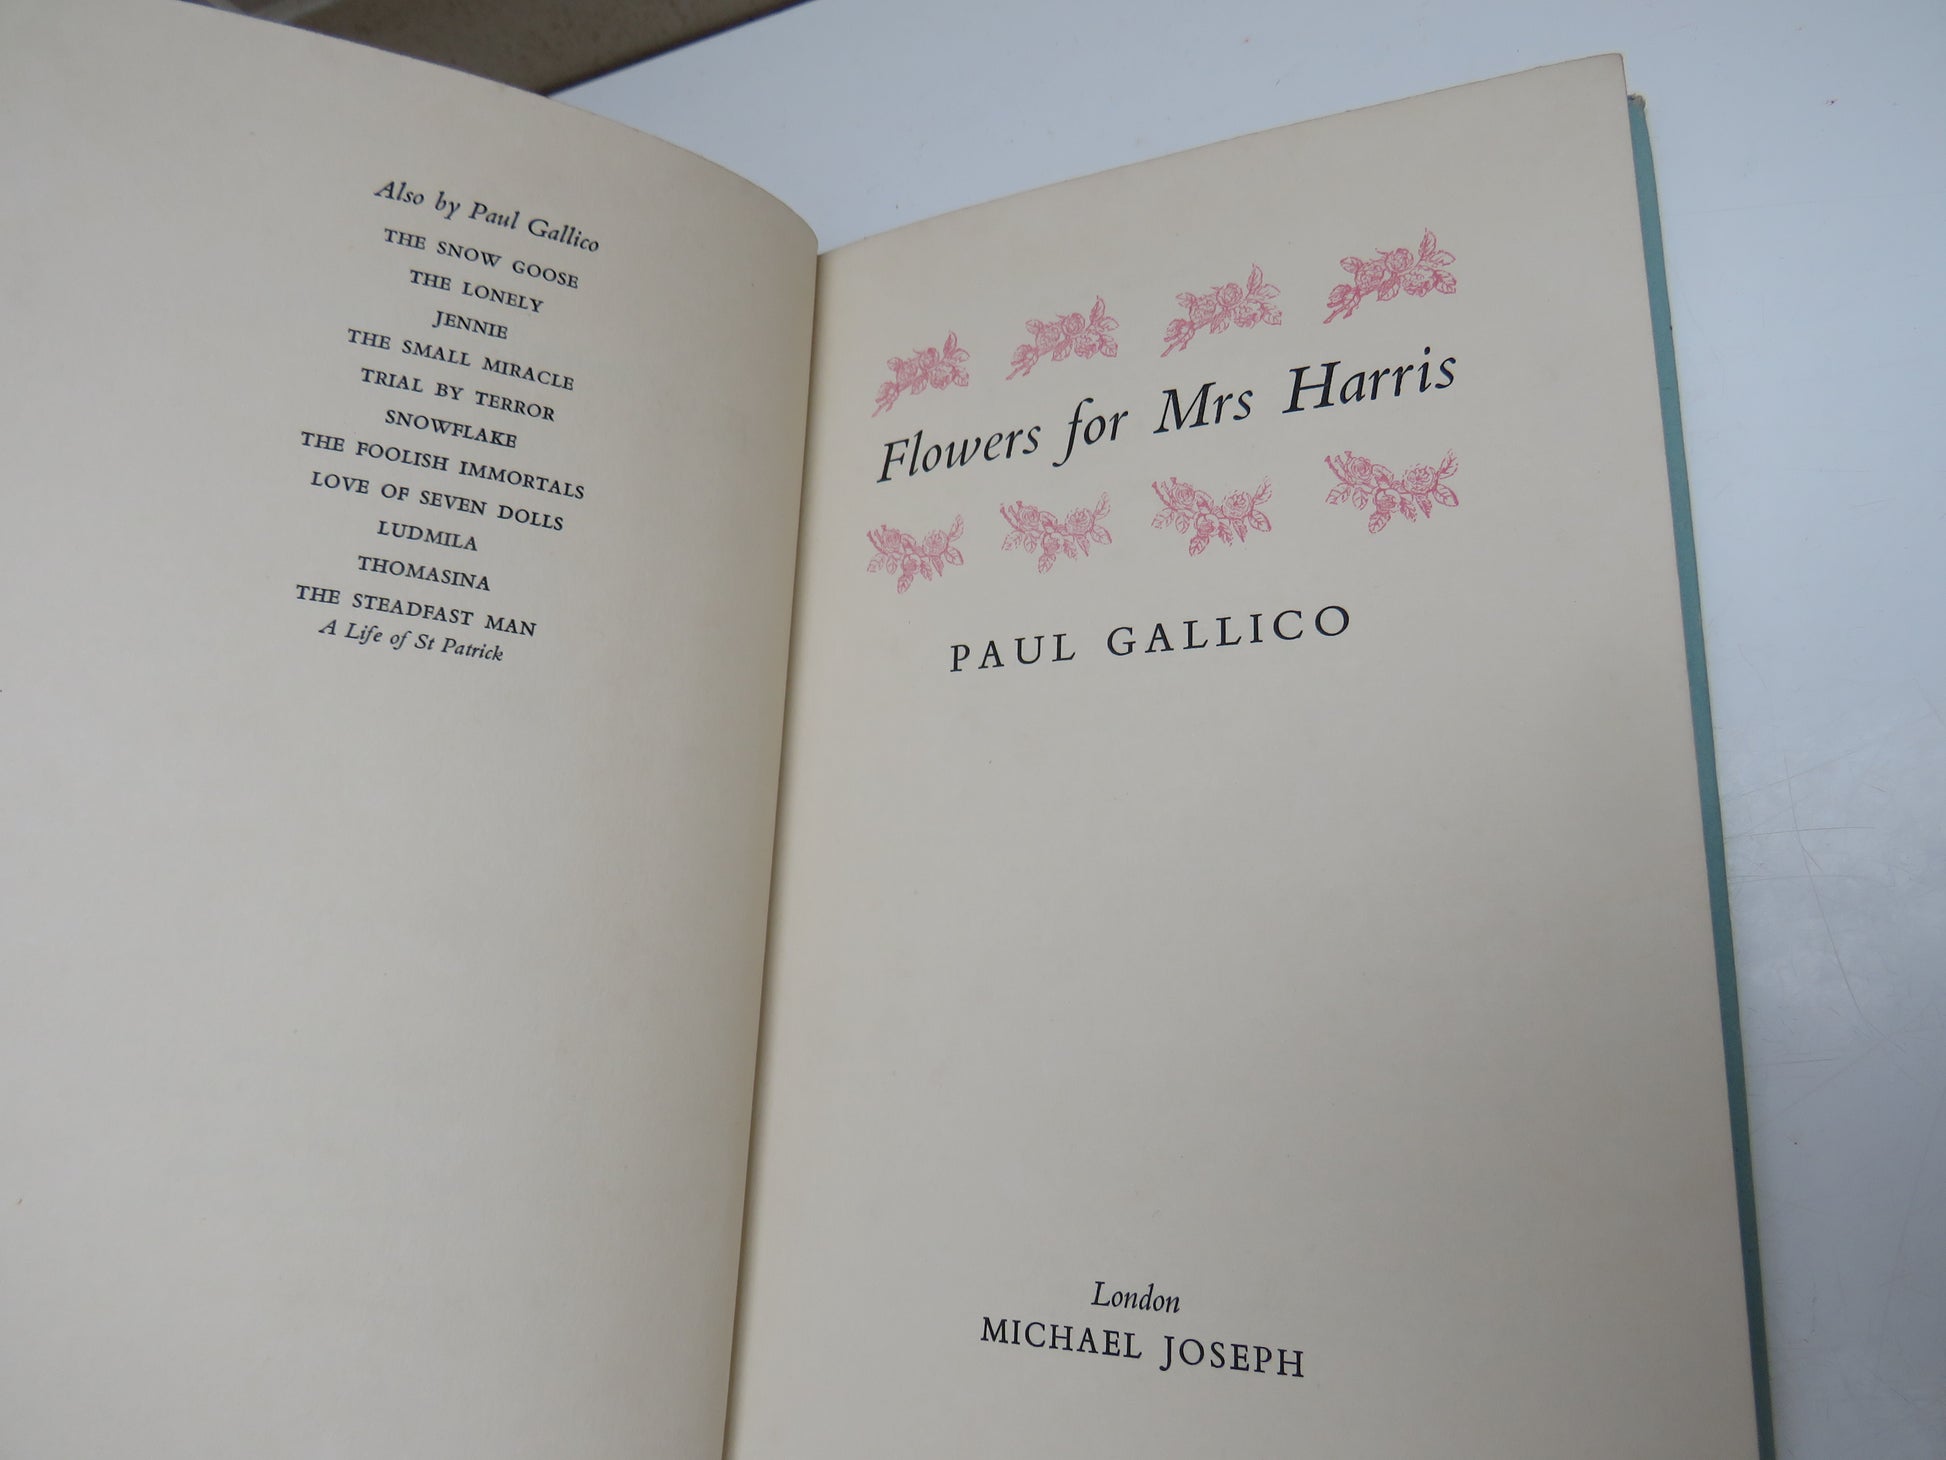 Also by Paul Gallico
THE SNOW GOOSE
THE LONELY
JENNIE
THE SMALL MIRACLE
TRIAL BY TERROR
SNOWFLAKE
THE FOOLISH IMMORTALS
LOVE OF SEVEN DOLLS
LUDMILA
THOMASINA
THE STEADFAST MAN
A Life of St Patrick
Flowers for Mrs Harris
PAUL GALLICO
London
MICHAEL JOSEPH